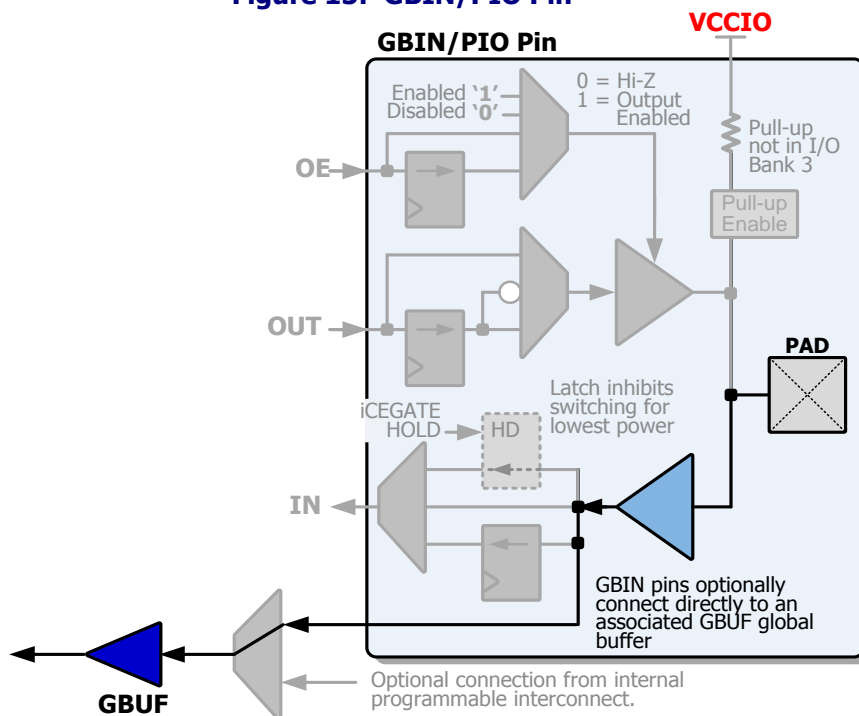 Figure 15: GBIN/PIO Pin
VCCIO
GBIN/PIO Pin
Enabled ‘1’
Disabled ‘0’
0 = Hi-Z
1 = Output
Enabled
Pull-up
not in I/O
Bank 3
OE
Pull-up
Enable
OUT
PAD
Latch inhibits
switching for
lowest power
iCEGATE
HOLD
HD
IN
GBIN pins optionally
connect directly to an
associated GBUF global
buffer
GBUF
Optional connection from internal
programmable interconnect.